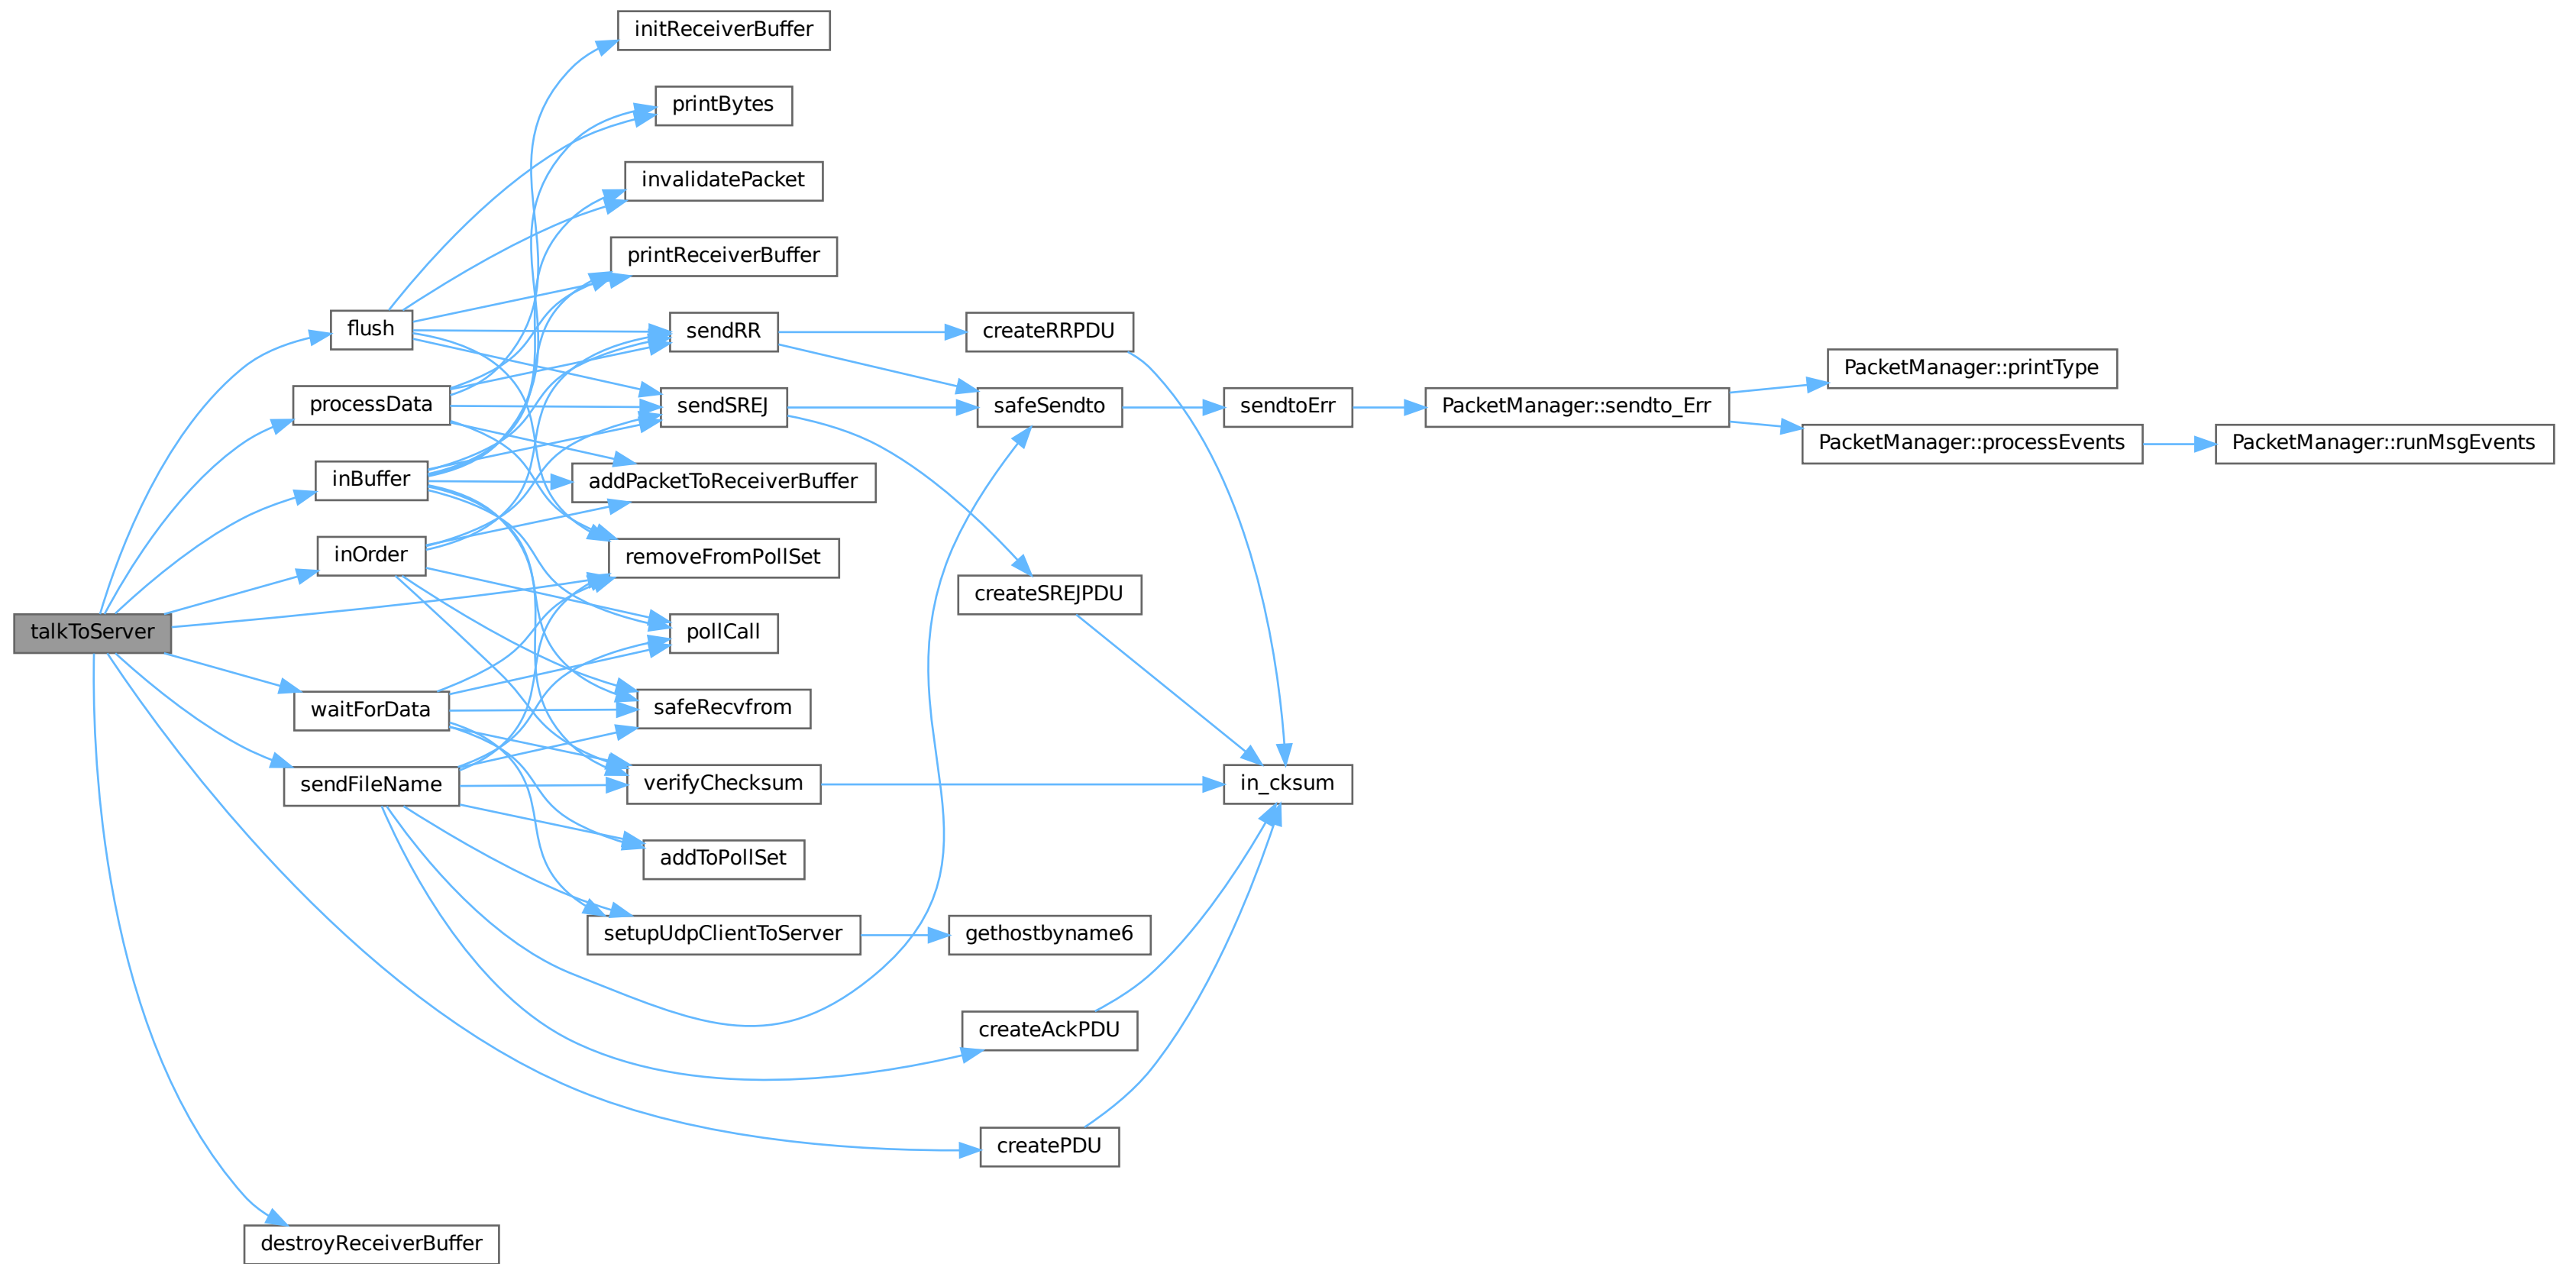 initReceiverBuffer
printBytes
invalidatePacket
printReceiverBuffer
flush
sendRR
createRRPDU
PacketManager::printType
processData
sendSREJ
safeSendto
sendtoErr
PacketManager::sendto_Err
PacketManager::processEvents
PacketManager::runMsgEvents
inBuffer
addPacketToReceiverBuffer
inOrder
removeFromPollSet
createSREJPDU
talkToServer
pollCall
waitForData
safeRecvfrom
sendFileName
verifyChecksum
in_cksum
addToPollSet
setupUdpClientToServer
gethostbyname6
createAckPDU
createPDU
destroyReceiverBuffer